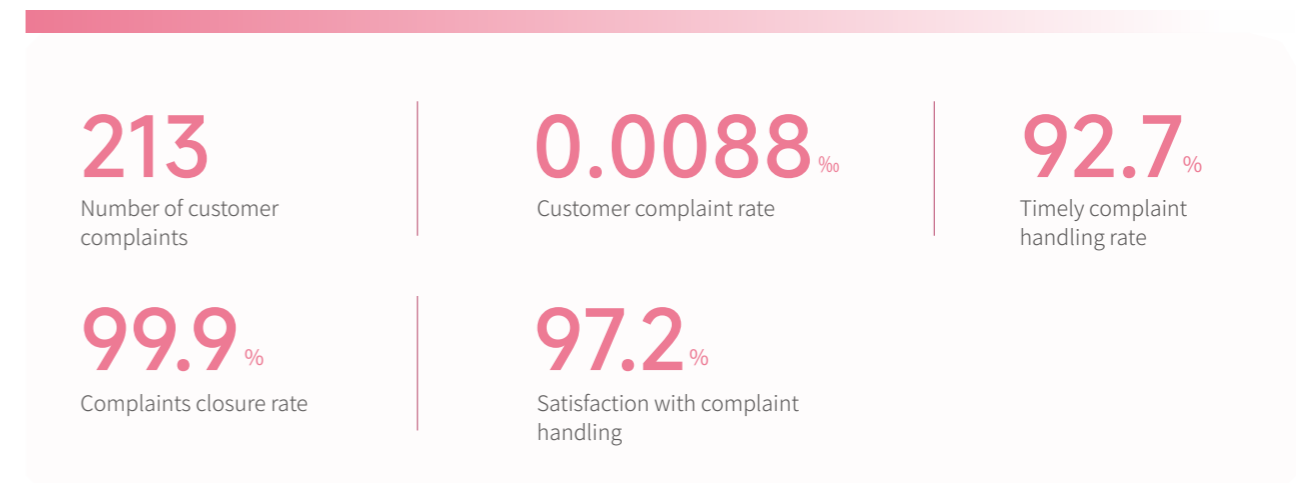 213
Number of customer
complaints
0.0088‰
Customer complaint rate
92.7%
Timely complaint
handling rate
99.9%
Complaints closure rate
97.2%
Satisfaction with complaint
handling